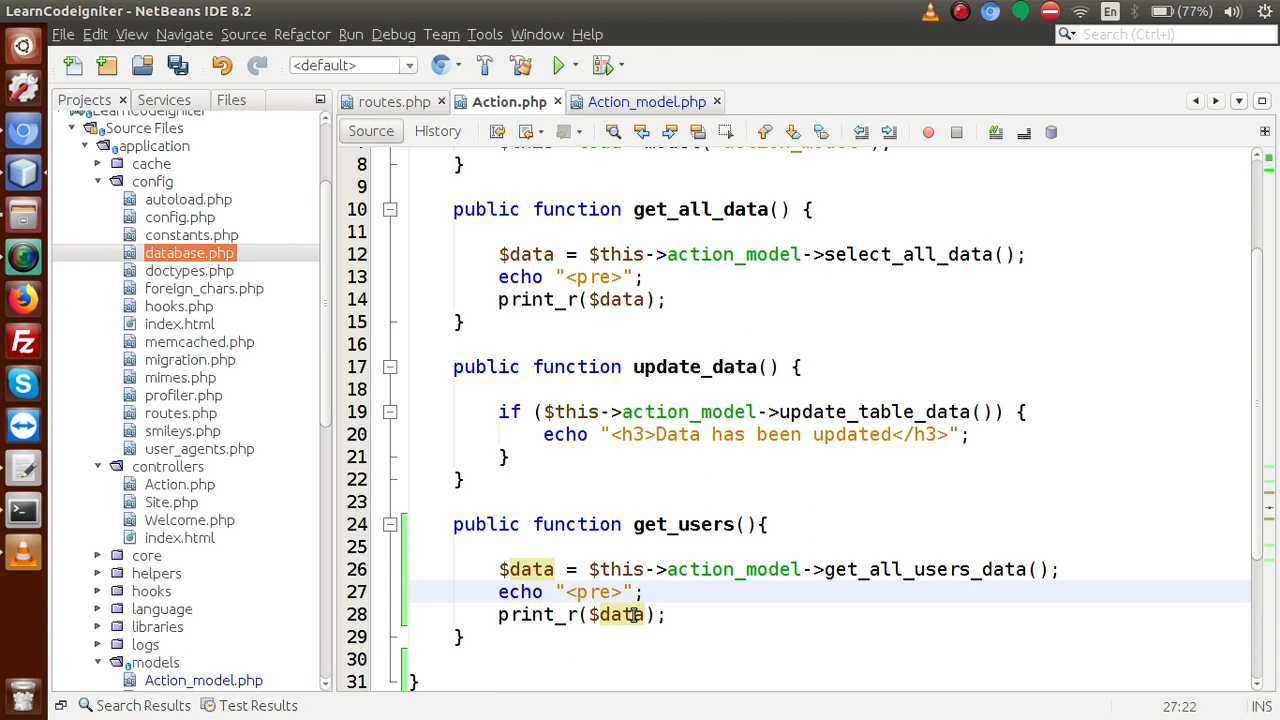 LearnCodeigniter - NetBeans IDE 8.2
En
(77%)
File Edit View Navigate Source Refactor Run Debug Team Tools Window Help
Search (Ctrl+I)
<default>
Projects
Services
Files
LearnCodeigniter
Source Files
application
cache
config
autoload.php
config.php
constants.php
database.php
doctypes.php
foreign_chars.php
hooks.php
index.html
memcached.php
migration.php
mimes.php
profiler.php
routes.php
smileys.php
user_agents.php
controllers
Action.php
Site.php
Welcome.php
index.html
core
helpers
hooks
language
libraries
logs
models
Action_model.php
routes.php
Action.php
Action_model.php
Source
History
8 }
9
10 public function get_all_data() {
11
12 $data = $this->action_model->select_all_data();
13 echo "<pre>";
14 print_r($data);
15 }
16
17 public function update_data() {
18
19 if ($this->action_model->update_table_data()) {
20 echo "<h3>Data has been updated</h3>";
21 }
22 }
23
24 public function get_users(){
25
26 $data = $this->action_model->get_all_users_data();
27 echo "<pre>";
28 print_r($data);
29 }
30
31 }
Search Results
Test Results
27:22
INS